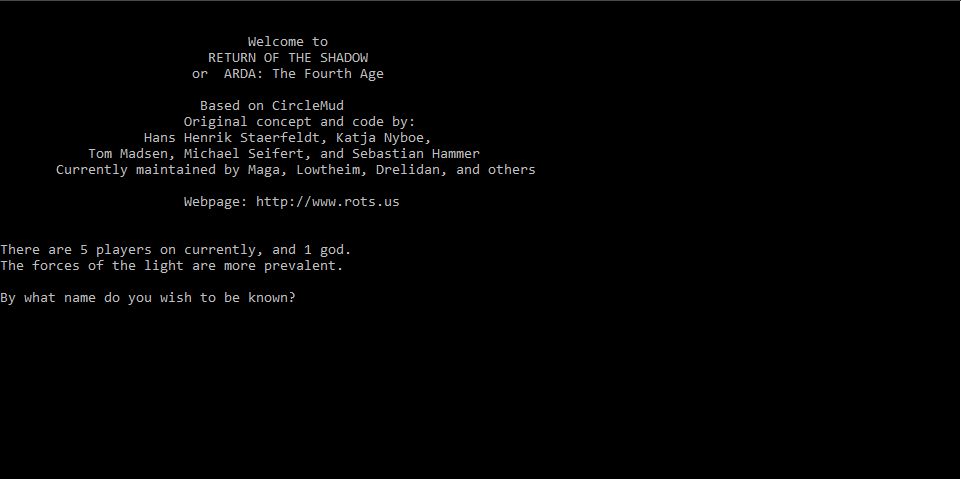 Welcome to
RETURN OF THE SHADOW
or  ARDA: The Fourth Age
Based on CircleMud
Original concept and code by:
Hans Henrik Staerfeldt, Katja Nyboe,
Tom Madsen, Michael Seifert, and Sebastian Hammer
Currently maintained by Maga, Lowtheim, Drelidan, and others
Webpage: http://www.rots.us
There are 5 players on currently, and 1 god.
The forces of the light are more prevalent.
By what name do you wish to be known?